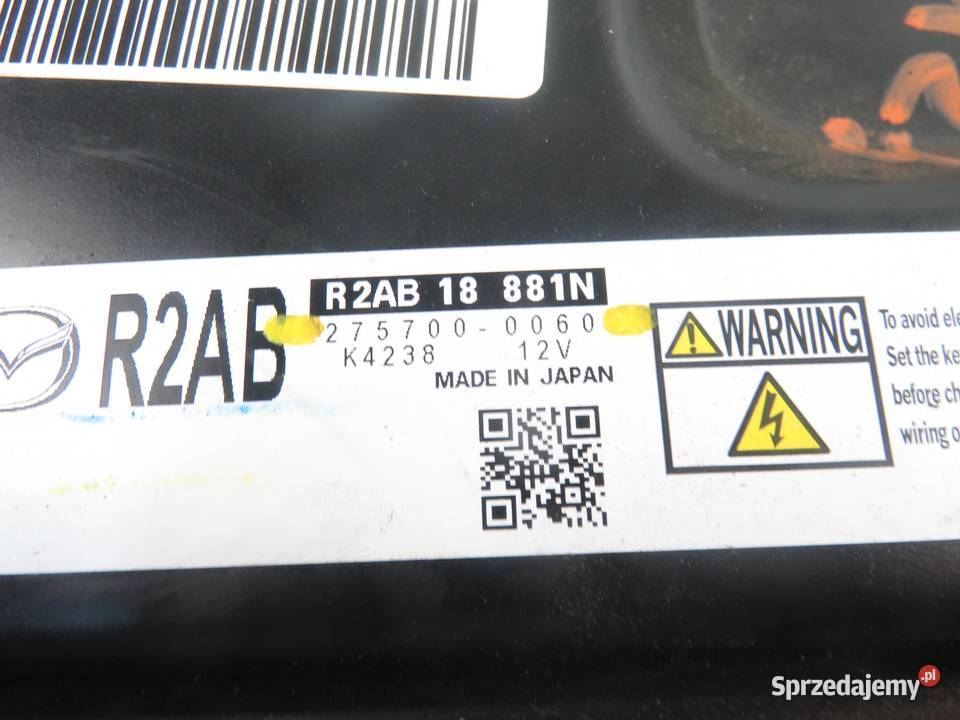 R2AB
R2AB 18 881N
275700-0060
K4238 12V
MADE IN JAPAN
WARNING
To avoid ele
Set the ke
before ch
wiring o
Sprzedajemy.pl